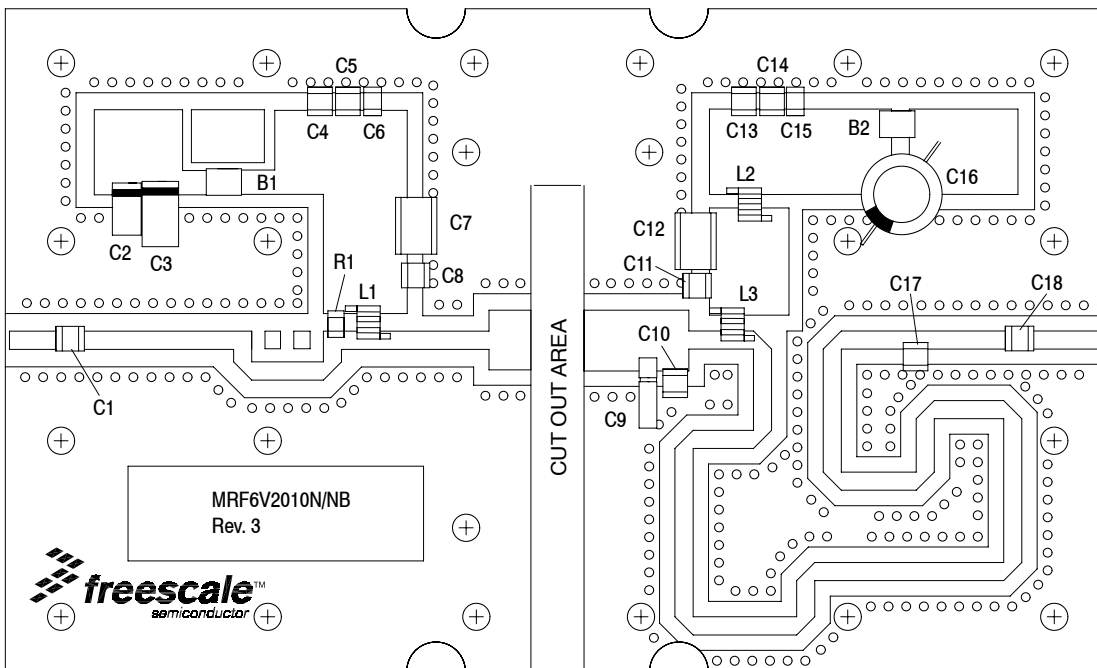 C5
C14
C4
C6
C13
C15
B2
B1
L2
C16
C2
C3
C7
C12
R1
C8
C11
L1
L3
C17
C18
C10
C1
C9
CUT OUT AREA
MRF6V2010N/NB
Rev. 3
freescale™
semiconductor